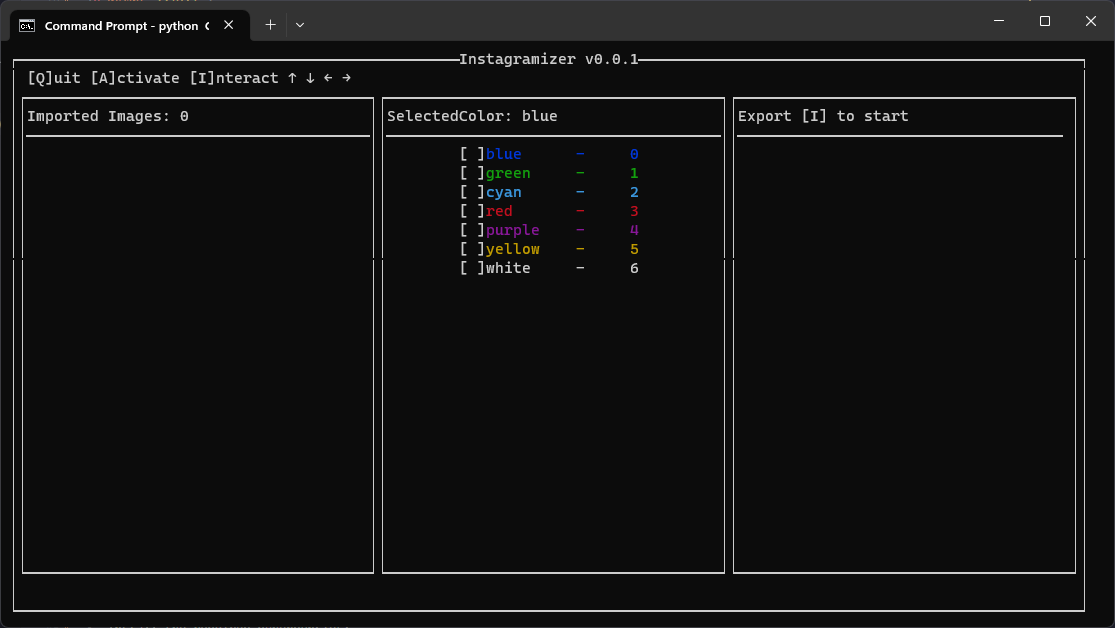 Command Prompt - python
Instagramizer v0.0.1
[Q]uit [A]ctivate [I]nteract ↑ ↓ ← →
Imported Images: 0
SelectedColor: blue
[ ]blue - 0
[ ]green - 1
[ ]cyan - 2
[ ]red - 3
[ ]purple - 4
[ ]yellow - 5
[ ]white - 6
Export [I] to start